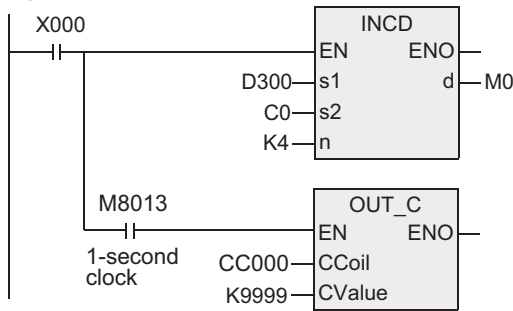 X000
INCD
EN ENO
D300 s1 d M0
C0 s2
K4 n
M8013
OUT_C
EN ENO
1-second
clock
CC000 CCoil
K9999 CValue